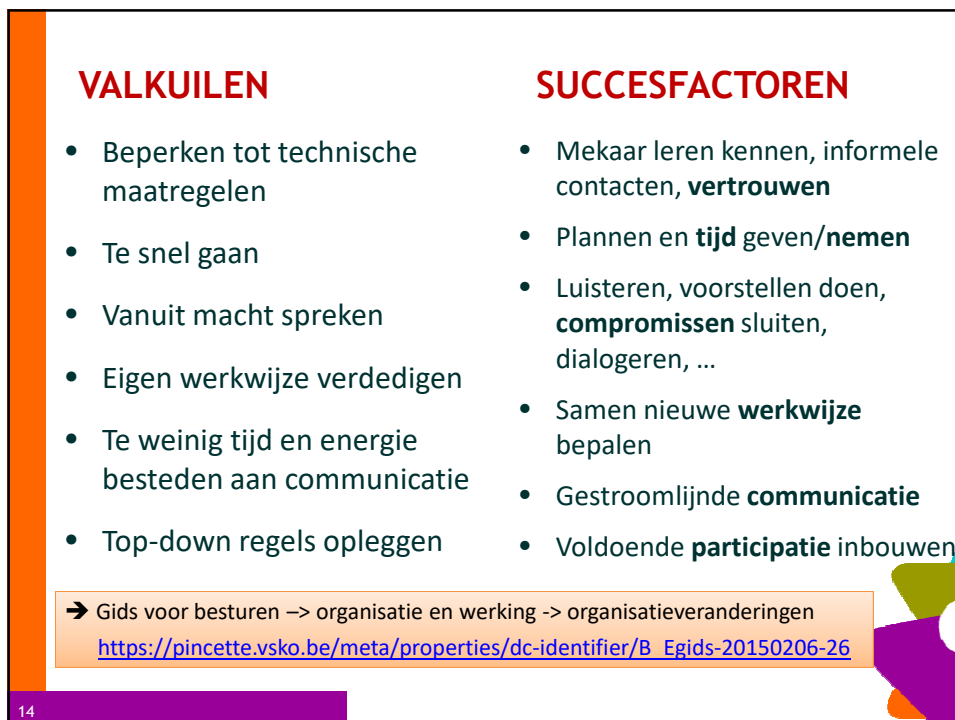 VALKUILEN
• Beperken tot technische
maatregelen
• Te snel gaan
• Vanuit macht spreken
• Eigen werkwijze verdedigen
• Te weinig tijd en energie
besteden aan communicatie
• Top-down regels opleggen
SUCCESFACTOREN
• Mekaar leren kennen, informele
contacten, vertrouwen
• Plannen en tijd geven/nemen
• Luisteren, voorstellen doen,
compromissen sluiten,
dialogeren, …
• Samen nieuwe werkwijze
bepalen
• Gestroomlijnde communicatie
• Voldoende participatie inbouwen
➔ Gids voor besturen –> organisatie en werking -> organisatieveranderingen
https://pincette.vsko.be/meta/properties/dc-identifier/B_Egids-20150206-26
14